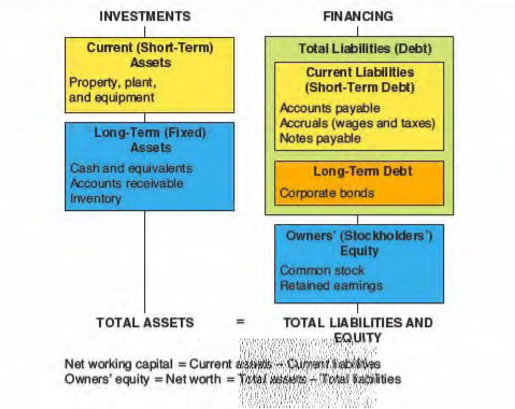 INVESTMENTS
Current (Short-Term)
Assets
Property, plant,
and equipment
Long-Term (Fixed)
Assets
Cash and equivalents
Accounts receivable
Inventory
TOTAL ASSETS
=
FINANCING
Total Liabilities (Debt)
Current Liabilities
(Short-Term Debt)
Accounts payable
Accruals (wages and taxes)
Notes payable
Long-Term Debt
Corporate bonds
Owners' (Stockholders')
Equity
Common stock
Retained earnings
TOTAL LIABILITIES AND
EQUITY
Net working capital = Current assets – Current liabilities
Owners' equity = Net worth = Total assets – Total liabilities